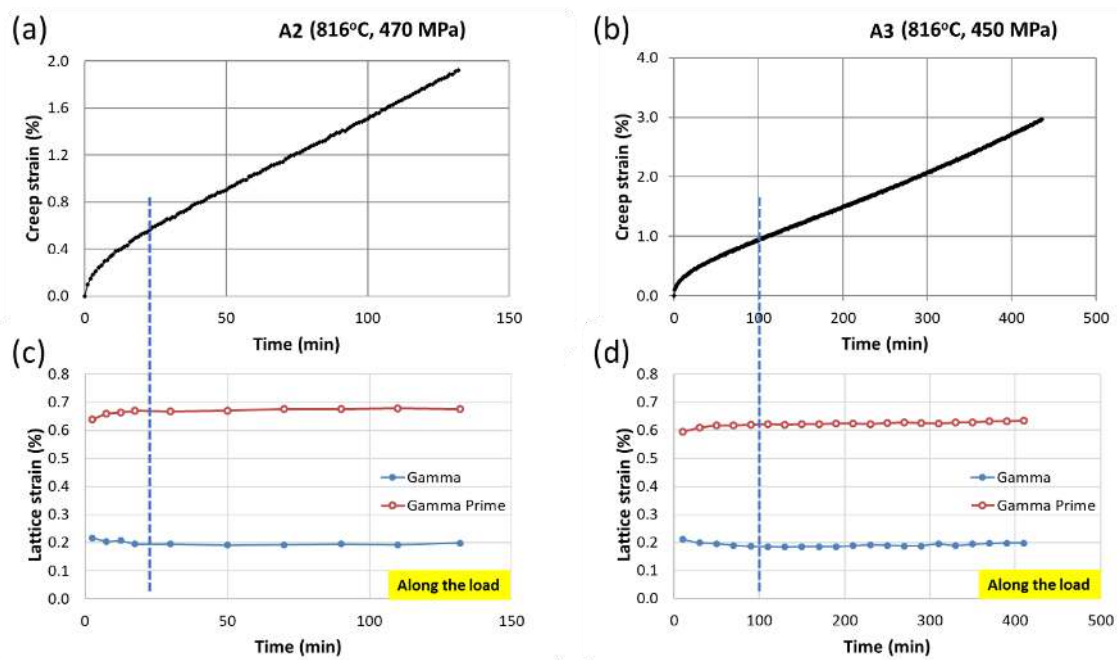 (a)
A2 (816°C, 470 MPa)
2.0
1.6
1.2
0.8
0.4
0.0
Creep strain (%)
0
50
100
150
Time (min)
(b)
A3 (816°C, 450 MPa)
4.0
3.0
2.0
1.0
0.0
Creep strain (%)
0
100
200
300
400
500
Time (min)
(c)
0.8
0.7
0.6
0.5
0.4
0.3
0.2
0.1
0.0
Lattice strain (%)
Gamma
Gamma Prime
Along the load
0
50
100
150
Time (min)
(d)
0.8
0.7
0.6
0.5
0.4
0.3
0.2
0.1
0.0
Lattice strain (%)
Gamma
Gamma Prime
Along the load
0
100
200
300
400
500
Time (min)